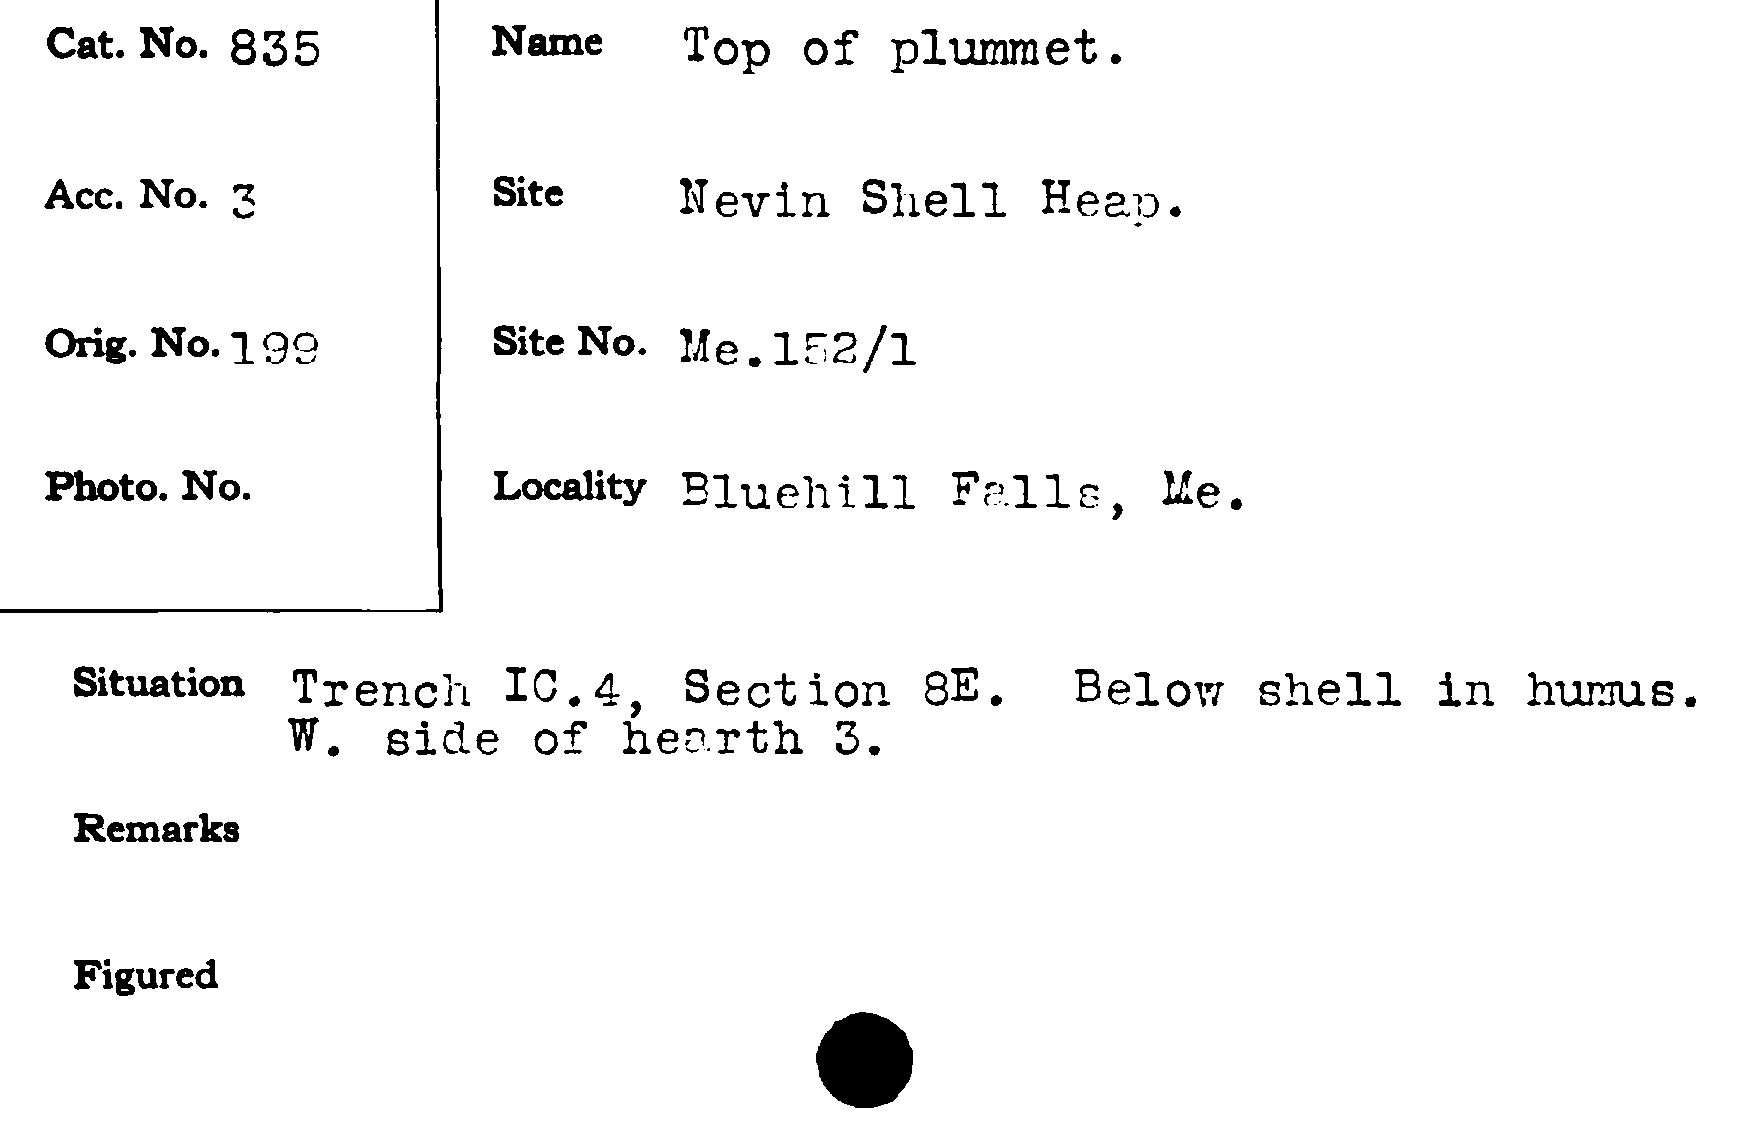 Cat. No. 835
Name Top of plummet.
Acc. No. 3
Site Nevin Shell Heap.
Orig. No. 199
Site No. Me.152/1
Photo. No.
Locality Bluehill Falls, Me.
Situation Trench IC.4, Section 8E. Below shell in humus.
W. side of hearth 3.
Remarks
Figured